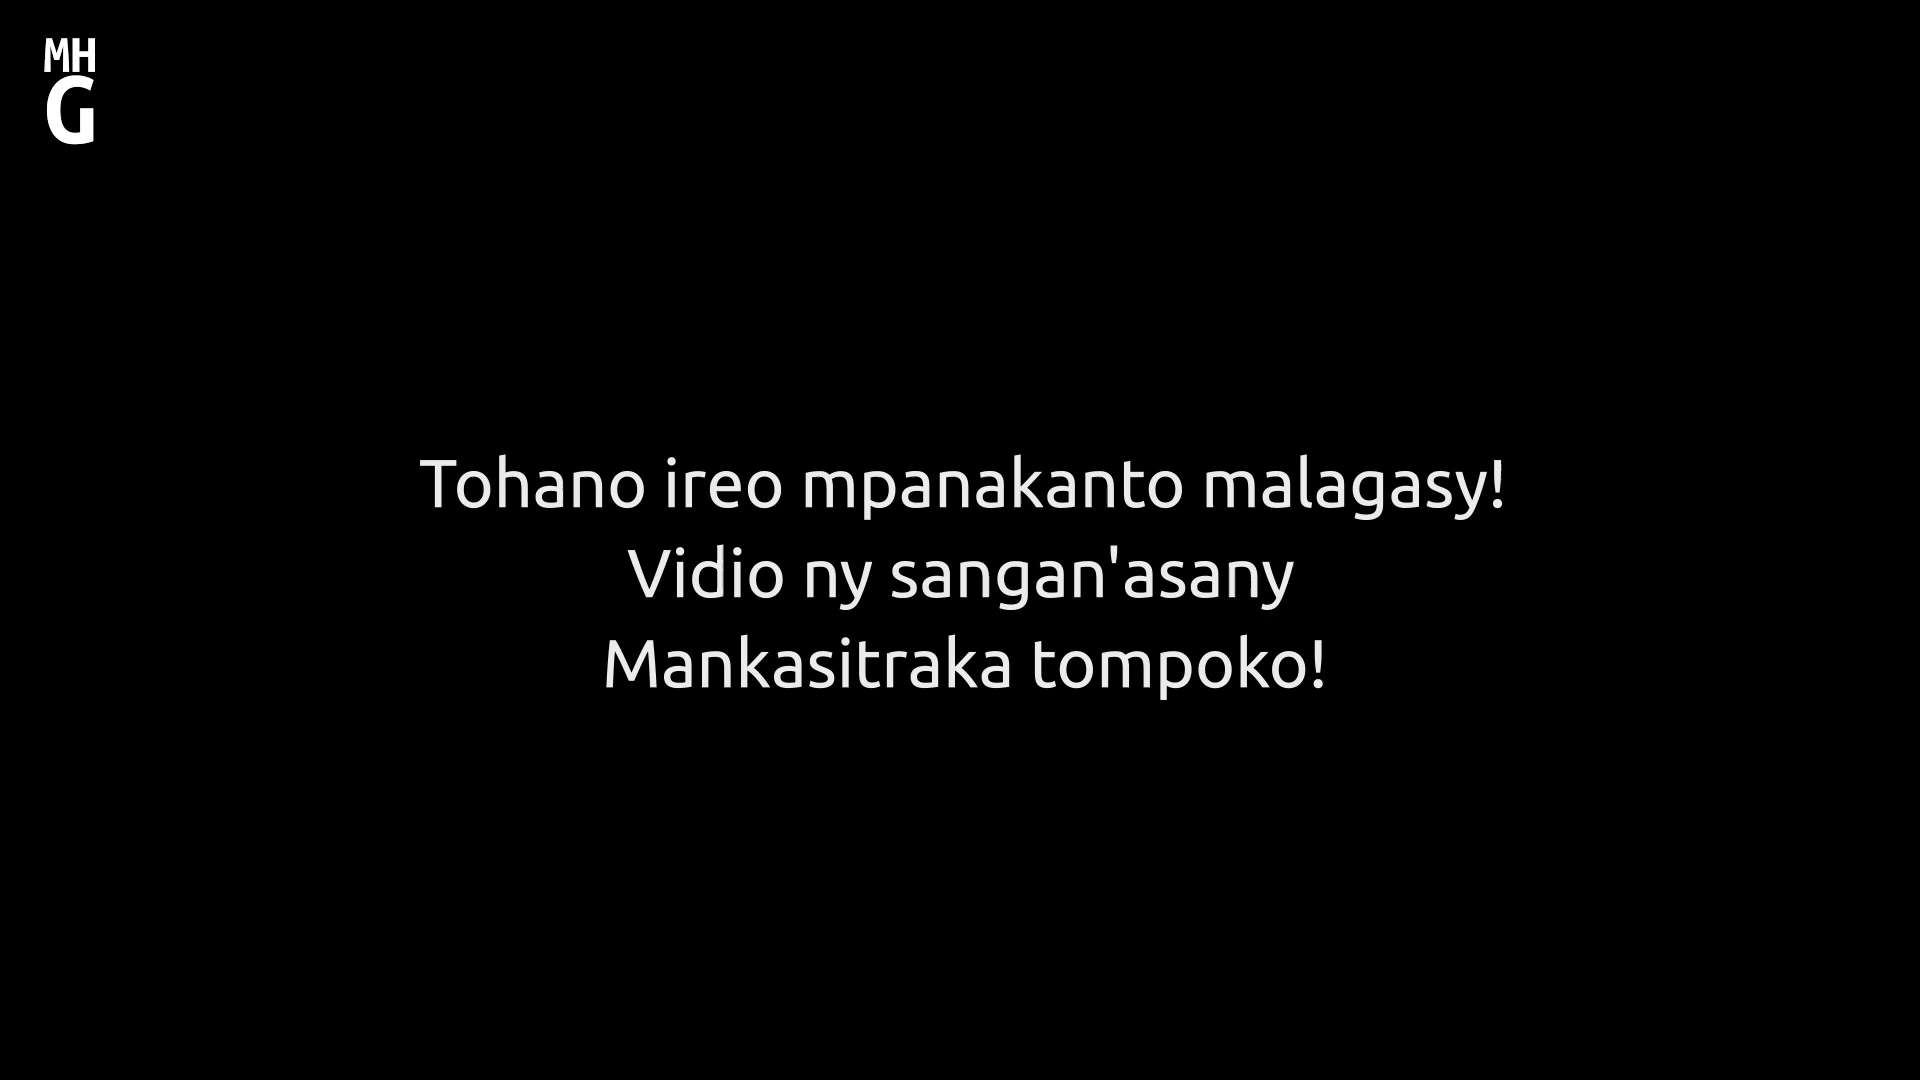 MH
G
Tohano ireo mpanakanto malagasy!
Vidio ny sangan'asany
Mankasitraka tompoko!